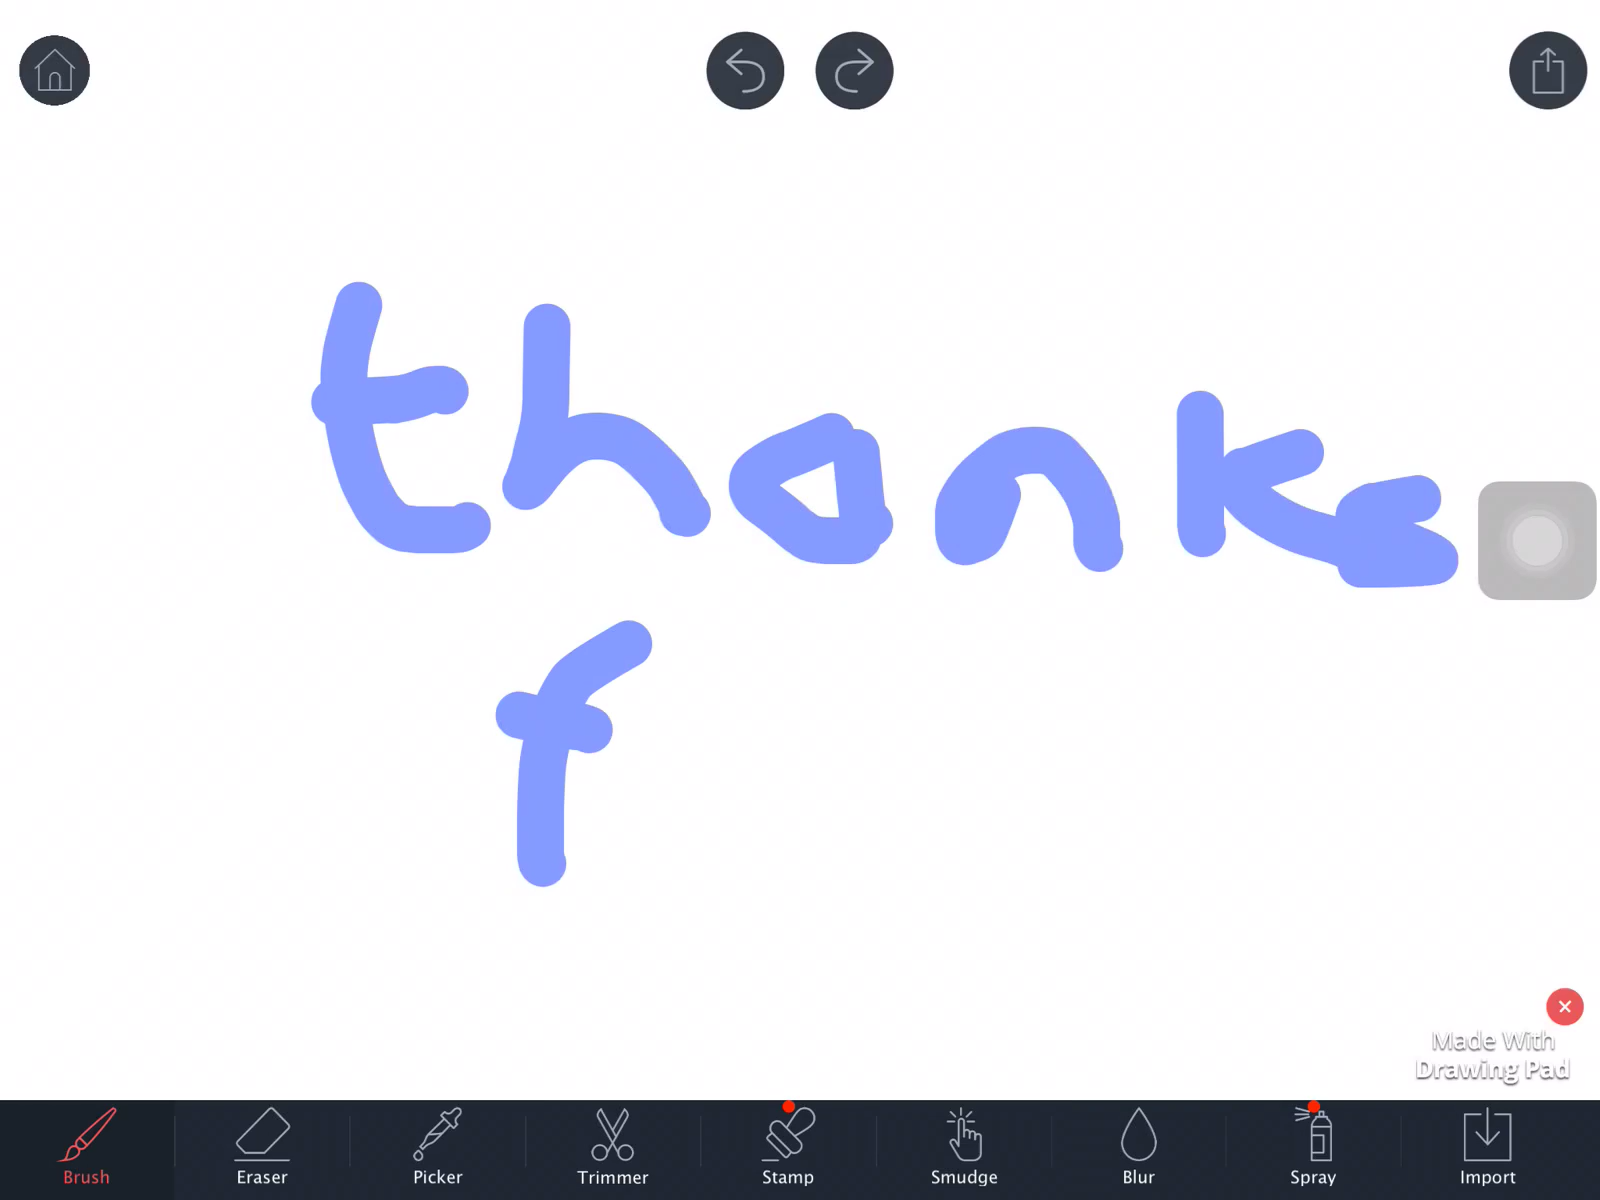 thanks
f
Made With
Drawing Pad
Brush Eraser Picker Trimmer Stamp Smudge Blur Spray Import